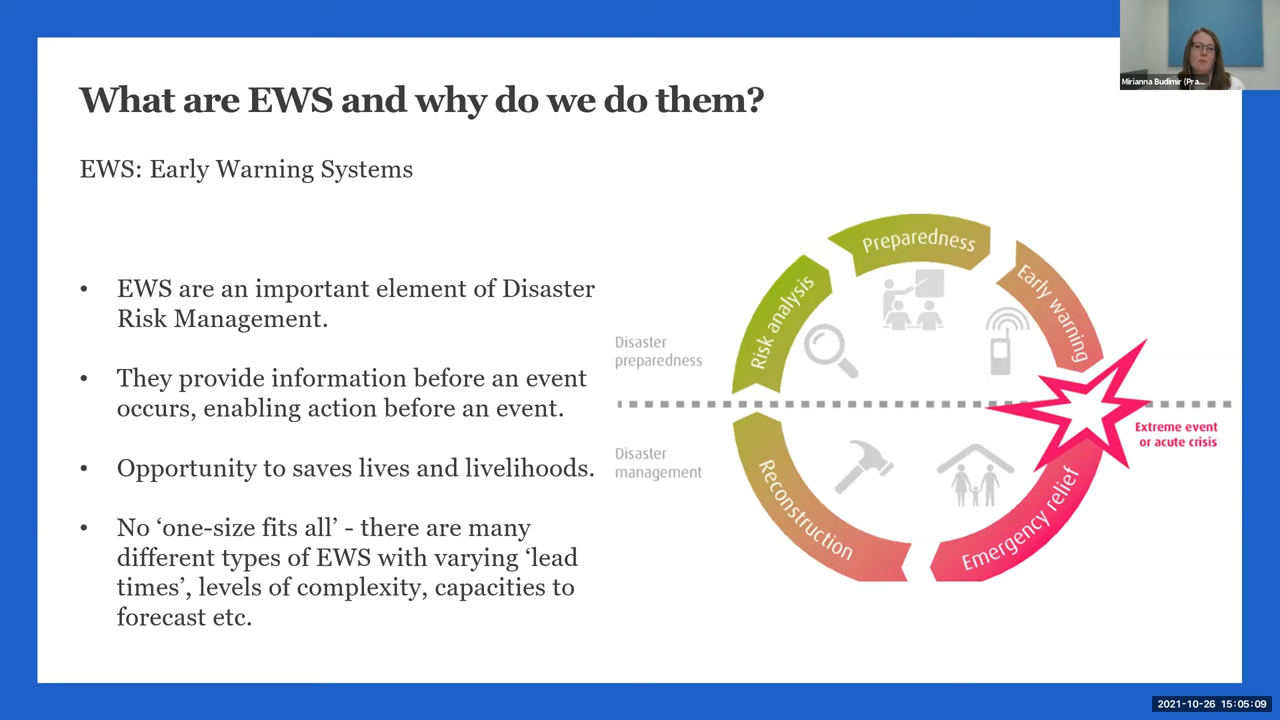 What are EWS and why do we do them?
EWS: Early Warning Systems
• EWS are an important element of Disaster
Risk Management.
• They provide information before an event
occurs, enabling action before an event.
• Opportunity to saves lives and livelihoods.
• No ‘one-size fits all’ - there are many
different types of EWS with varying ‘lead
times’, levels of complexity, capacities to
forecast etc.
Preparedness
Early warning
Risk analysis
Disaster
preparedness
Extreme event
or acute crisis
Disaster
management
Reconstruction
Emergency relief
Mirianna Budimir (Pra...
2021-10-26 15:05:09